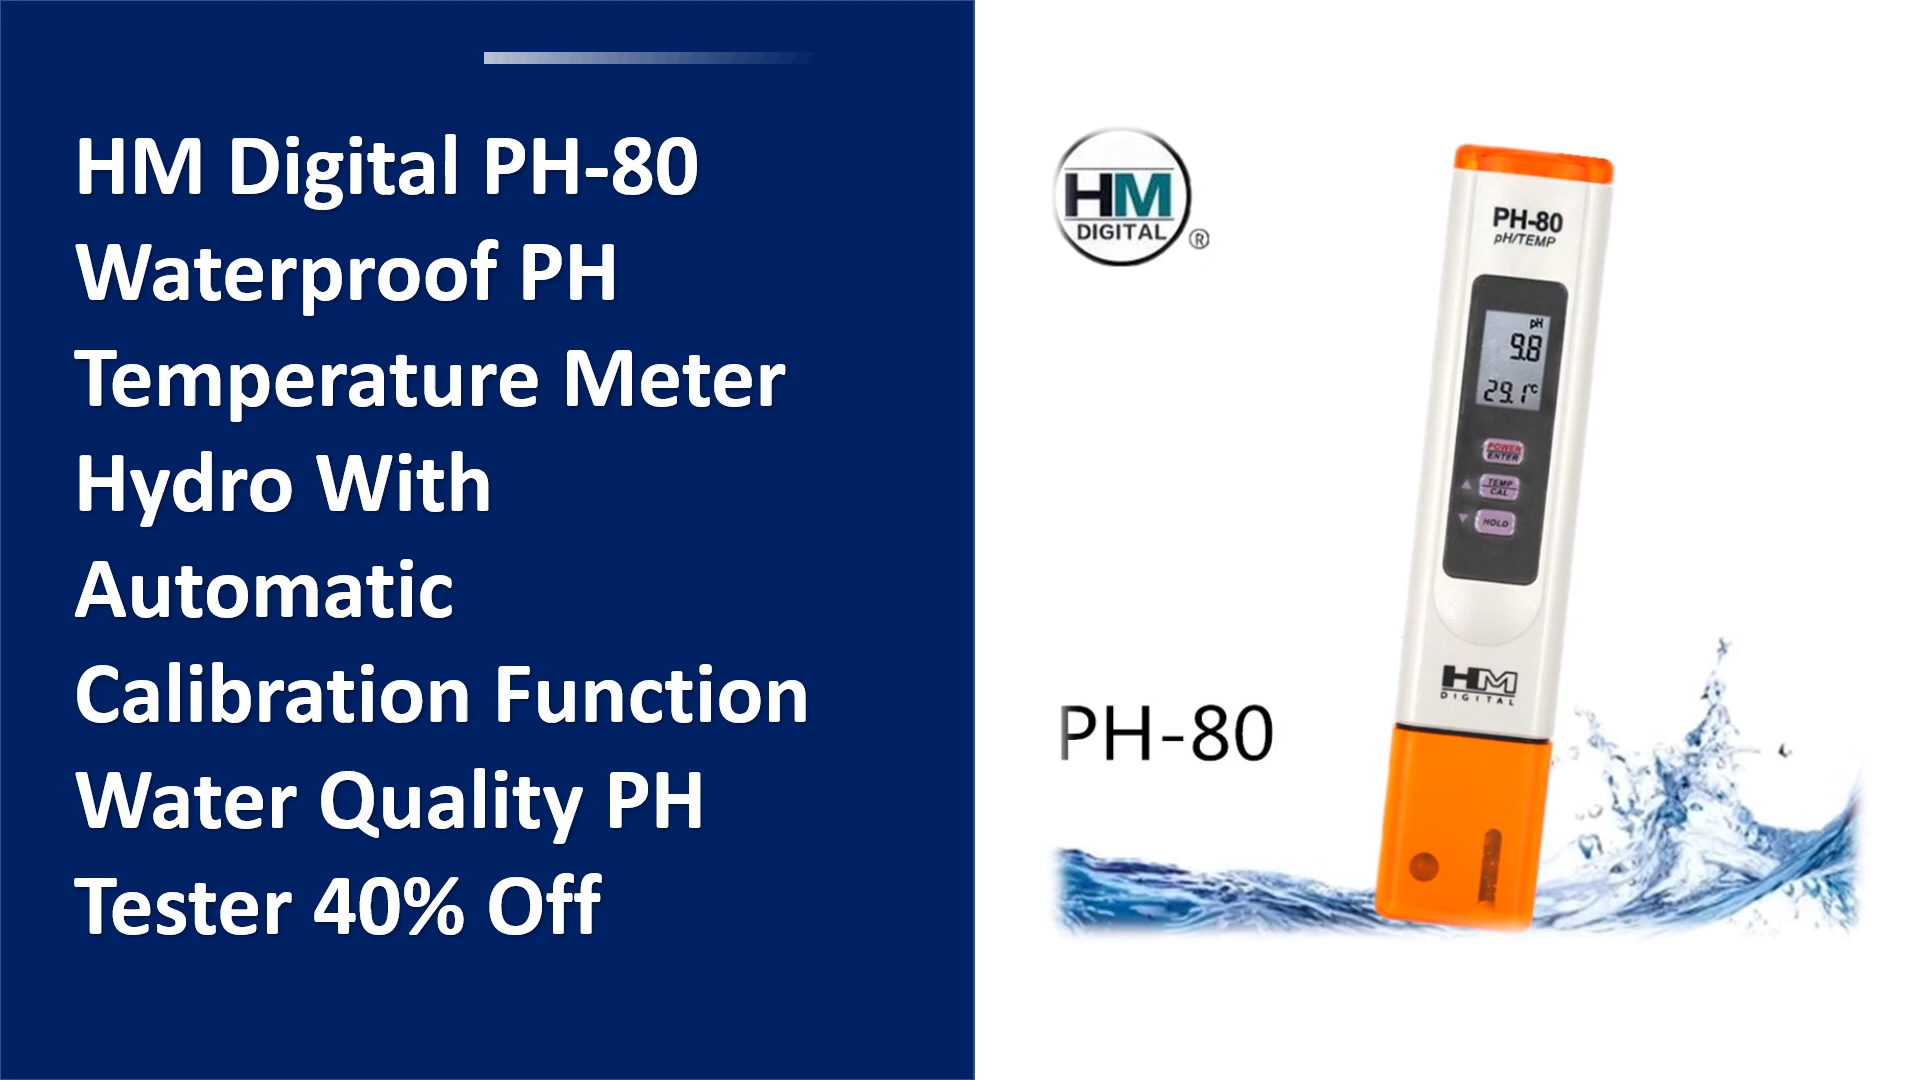 HM Digital PH-80
Waterproof PH
Temperature Meter
Hydro With
Automatic
Calibration Function
Water Quality PH
Tester 40% Off
HM
DIGITAL ®
PH-80
PH-80
pH/TEMP
pH
9.8
29.1°C
POWER
ENTER
TEMP
CAL
HOLD
HM
DIGITAL